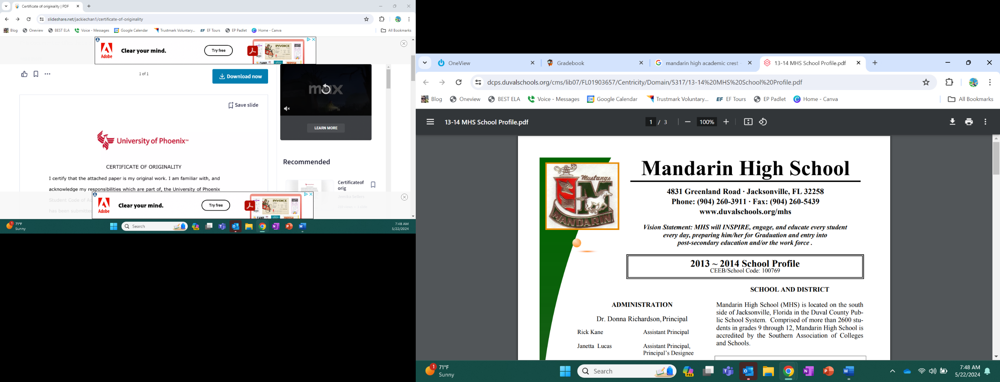 Certificate of originality | PDF
slideshare.net/jackiechan1/certificate-of-originality
Blog Oneview BEST ELA Voice - Messages Google Calendar Trustmark Voluntary... EF EF Tours EP Padlet Home - Canva All Bookmarks
Adobe Clear your mind. Try free INVOICE
1 of 1
Download now
Save slide
max
LEARN MORE
University of Phoenix™
Recommended
CERTIFICATE OF ORIGINALITY
I certify that the attached paper is my original work. I am familiar with, and
acknowledge my responsibilities which are part of, the University of Phoenix
Student Code of Ac
has been submitted
Certificateof
orig
Jemika Sellers
Adobe Clear your mind. Try free INVOICE
71°F
Sunny
Search
7:48 AM
5/22/2024
OneView
Gradebook
mandarin high academic crest -
13-14 MHS School Profile.pdf
dcps.duvalschools.org/cms/lib07/FL01903657/Centricity/Domain/5317/13-14%20MHS%20School%20Profile.pdf
Blog Oneview BEST ELA Voice - Messages Google Calendar Trustmark Voluntary... EF EF Tours EP Padlet Home - Canva All Bookmarks
13-14 MHS School Profile.pdf
1 / 3
100%
Mustangs
M
MANDARIN
Mandarin High School
4831 Greenland Road · Jacksonville, FL 32258
Phone: (904) 260-3911 · Fax: (904) 260-5439
www.duvalschools.org/mhs
Vision Statement: MHS will INSPIRE, engage, and educate every student
every day, preparing him/her for Graduation and entry into
post-secondary education and/or the work force .
2013 ~ 2014 School Profile
CEEB/School Code: 100769
ADMINISTRATION
Dr. Donna Richardson, Principal
Rick Kane Assistant Principal
Janetta Lucas Assistant Principal,
Principal's Designee
SCHOOL AND DISTRICT
Mandarin High School (MHS) is located on the south
side of Jacksonville, Florida in the Duval County Pub-
lic School System. Comprised of more than 2600 stu-
dents in grades 9 through 12, Mandarin High School is
accredited by the Southern Association of Colleges
and Schools.
71°F
Sunny
Search
7:48 AM
5/22/2024